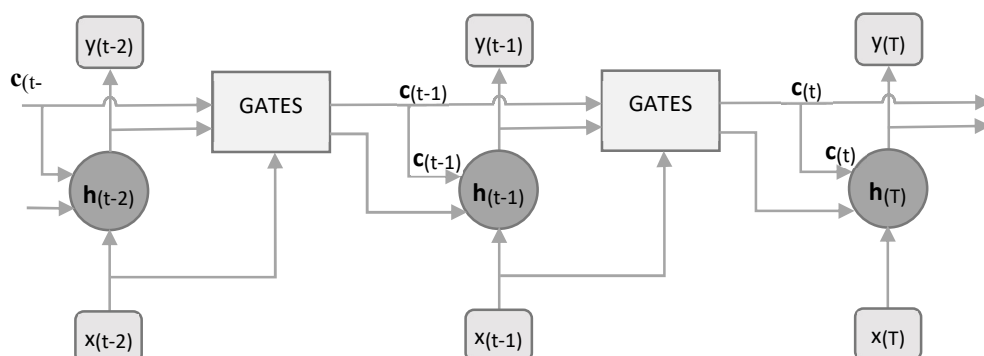 y(t-2) y(t-1) y(T)
c(t-
GATES c(t-1) GATES c(t)
c(t-1) c(t)
h(t-2) h(t-1) h(T)
x(t-2) x(t-1) x(T)